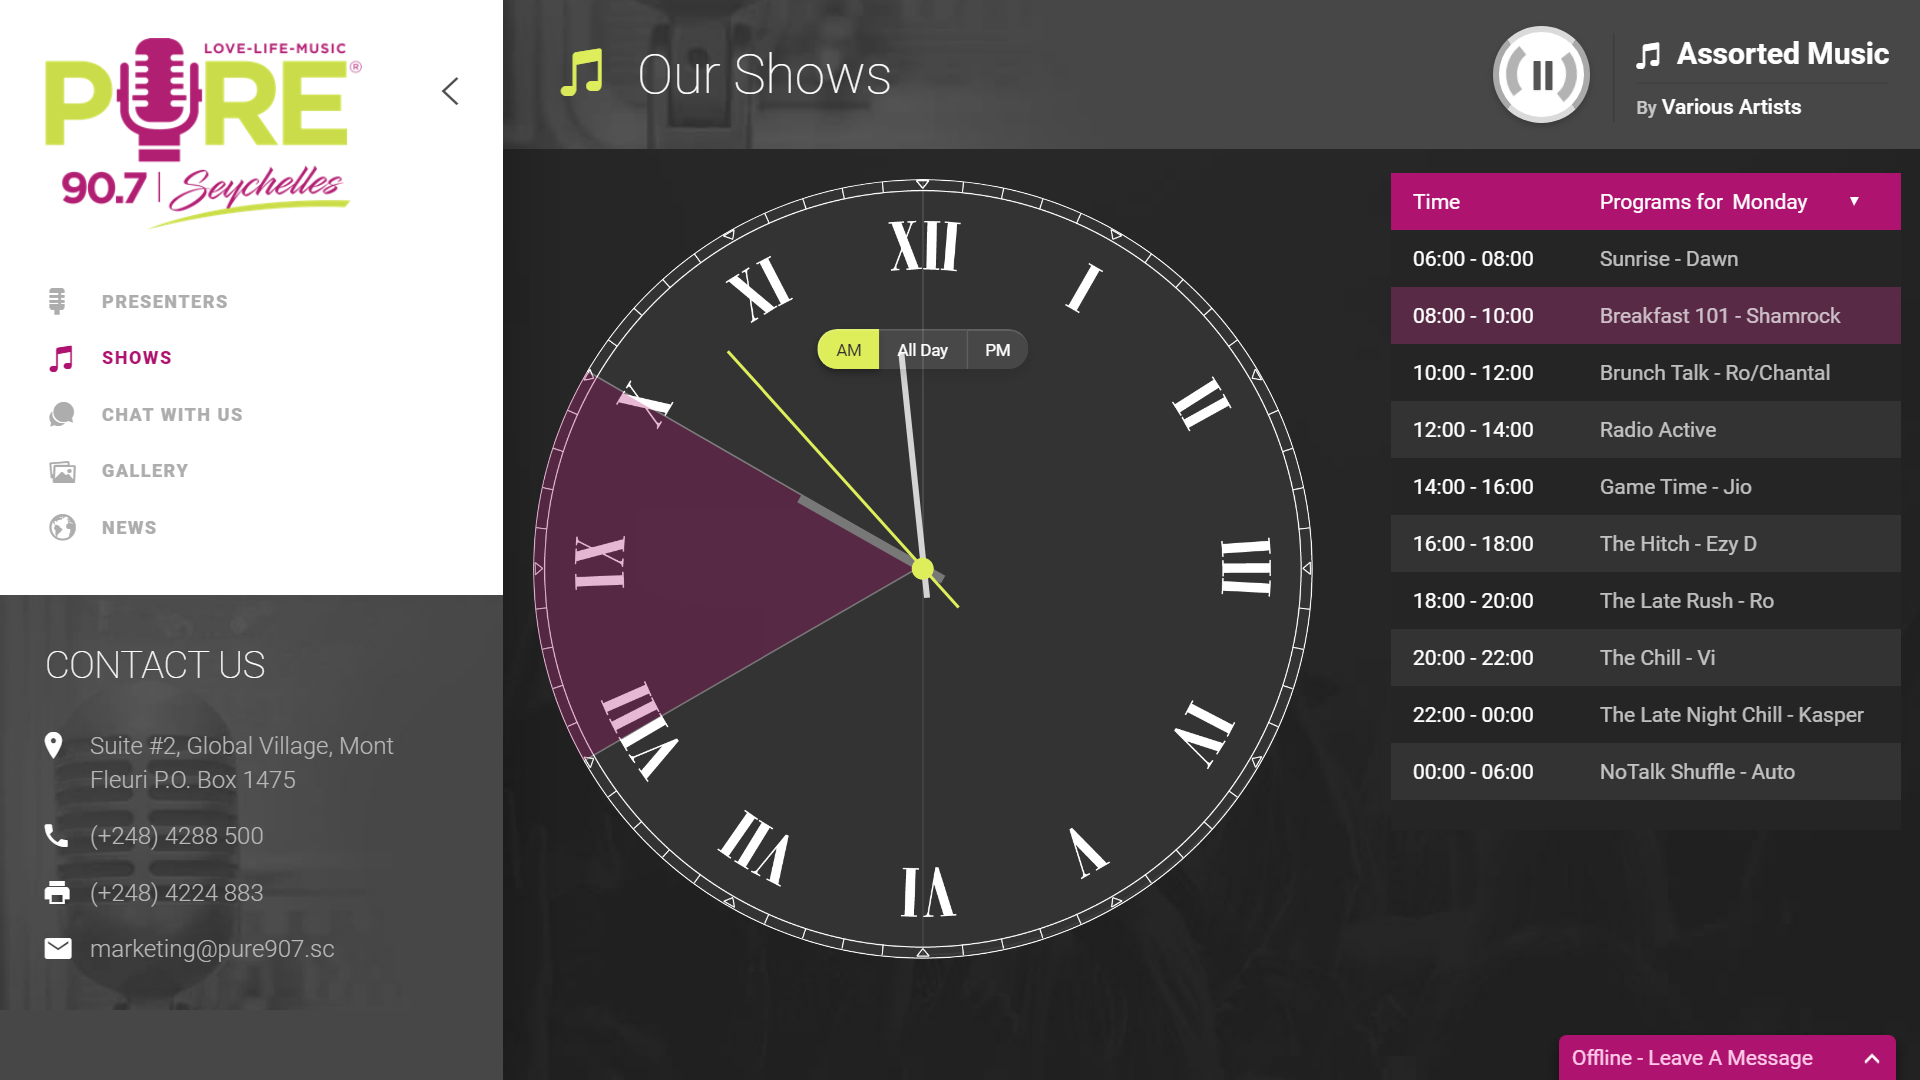 LOVE-LIFE-MUSIC
PURE®
90.7 | Seychelles
PRESENTERS
SHOWS
CHAT WITH US
GALLERY
NEWS
CONTACT US
Suite #2, Global Village, Mont
Fleuri P.O. Box 1475
(+248) 4288 500
(+248) 4224 883
marketing@pure907.sc
Our Shows
Assorted Music
By Various Artists
XII
I
II
III
IV
V
VI
VII
VIII
IX
X
XI
AM All Day PM
Time Programs for Monday ▼
06:00 - 08:00 Sunrise - Dawn
08:00 - 10:00 Breakfast 101 - Shamrock
10:00 - 12:00 Brunch Talk - Ro/Chantal
12:00 - 14:00 Radio Active
14:00 - 16:00 Game Time - Jio
16:00 - 18:00 The Hitch - Ezy D
18:00 - 20:00 The Late Rush - Ro
20:00 - 22:00 The Chill - Vi
22:00 - 00:00 The Late Night Chill - Kasper
00:00 - 06:00 NoTalk Shuffle - Auto
Offline - Leave A Message